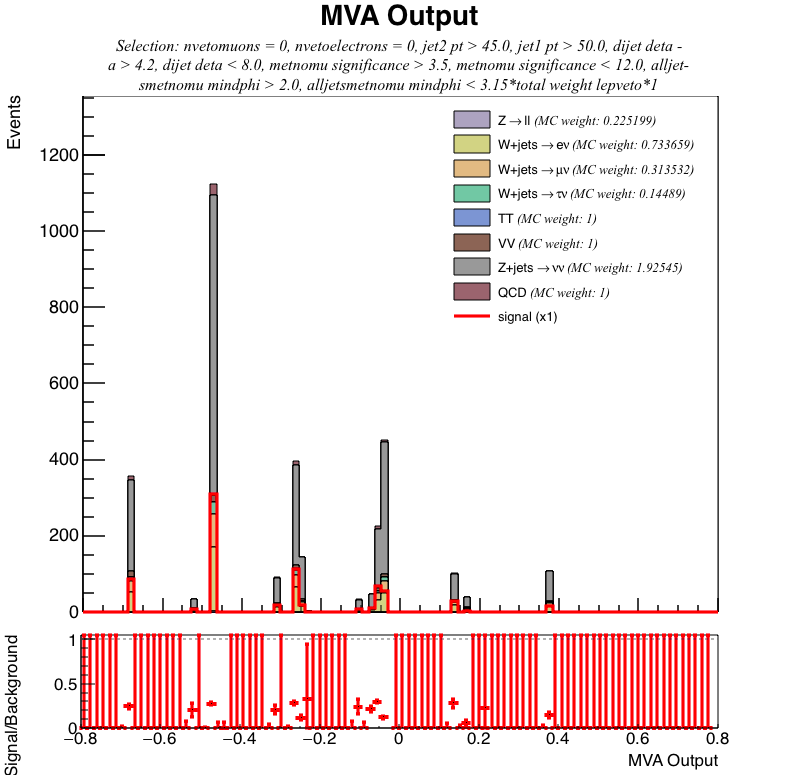 MVA Output
Selection: nvetomuons = 0, nvetoelectrons = 0, jet2 pt > 45.0, jet1 pt > 50.0, dijet deta -
a > 4.2, dijet deta < 8.0, metnomu significance > 3.5, metnomu significance < 12.0, alljet-
smetnomu mindphi > 2.0, alljetsmetnomu mindphi < 3.15*total weight lepveto*1
Events
1200
1000
800
600
400
200
0
Z→ll (MC weight: 0.225199)
W+jets→eν (MC weight: 0.733659)
W+jets→μν (MC weight: 0.313532)
W+jets→τν (MC weight: 0.14489)
TT (MC weight: 1)
VV (MC weight: 1)
Z+jets→νν (MC weight: 1.92545)
QCD (MC weight: 1)
signal (x1)
Signal/Background
1
0.5
0
−0.8 −0.6 −0.4 −0.2 0 0.2 0.4 0.6 0.8
MVA Output